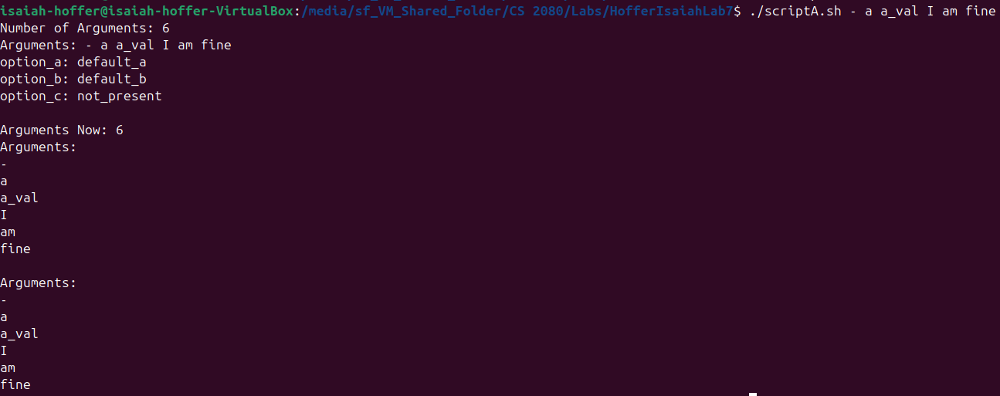 isaiah-hoffer@isaiah-hoffer-VirtualBox:/media/sf_VM_Shared_Folder/CS 2080/Labs/HofferIsaiahLab7$ ./scriptA.sh - a a_val I am fine
Number of Arguments: 6
Arguments: - a a_val I am fine
option_a: default_a
option_b: default_b
option_c: not_present
Arguments Now: 6
Arguments:
-
a
a_val
I
am
fine
Arguments:
-
a
a_val
I
am
fine